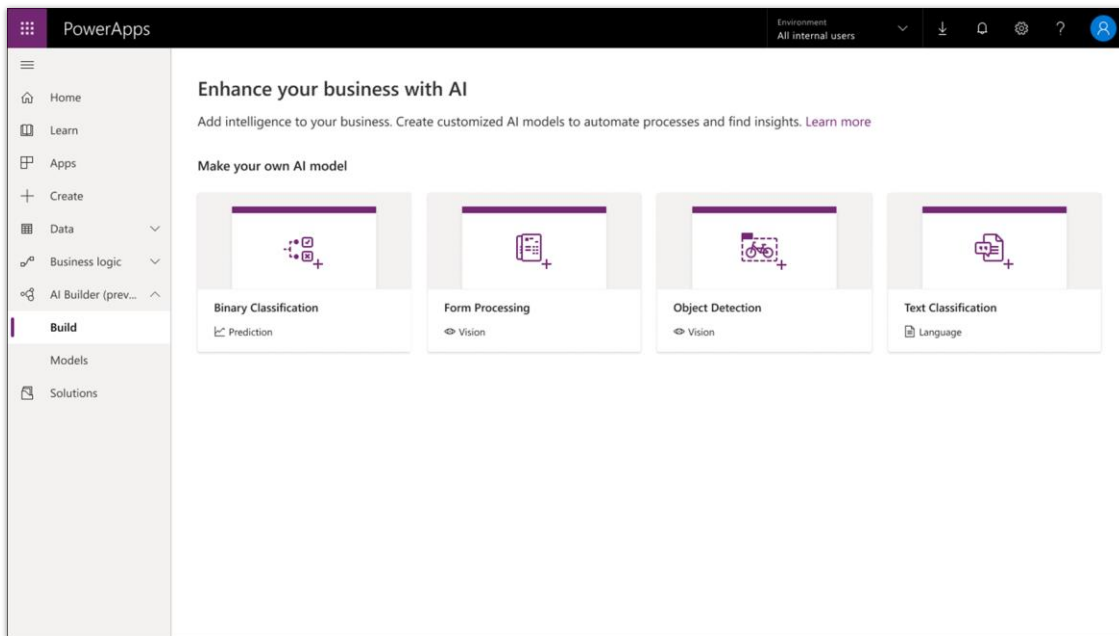 PowerApps
Environment
All internal users
?
Home
Learn
Apps
Create
Data
Business logic
AI Builder (prev...
Build
Models
Solutions
Enhance your business with AI
Add intelligence to your business. Create customized AI models to automate processes and find insights. Learn more
Make your own AI model
Binary Classification
Prediction
Form Processing
Vision
Object Detection
Vision
Text Classification
Language